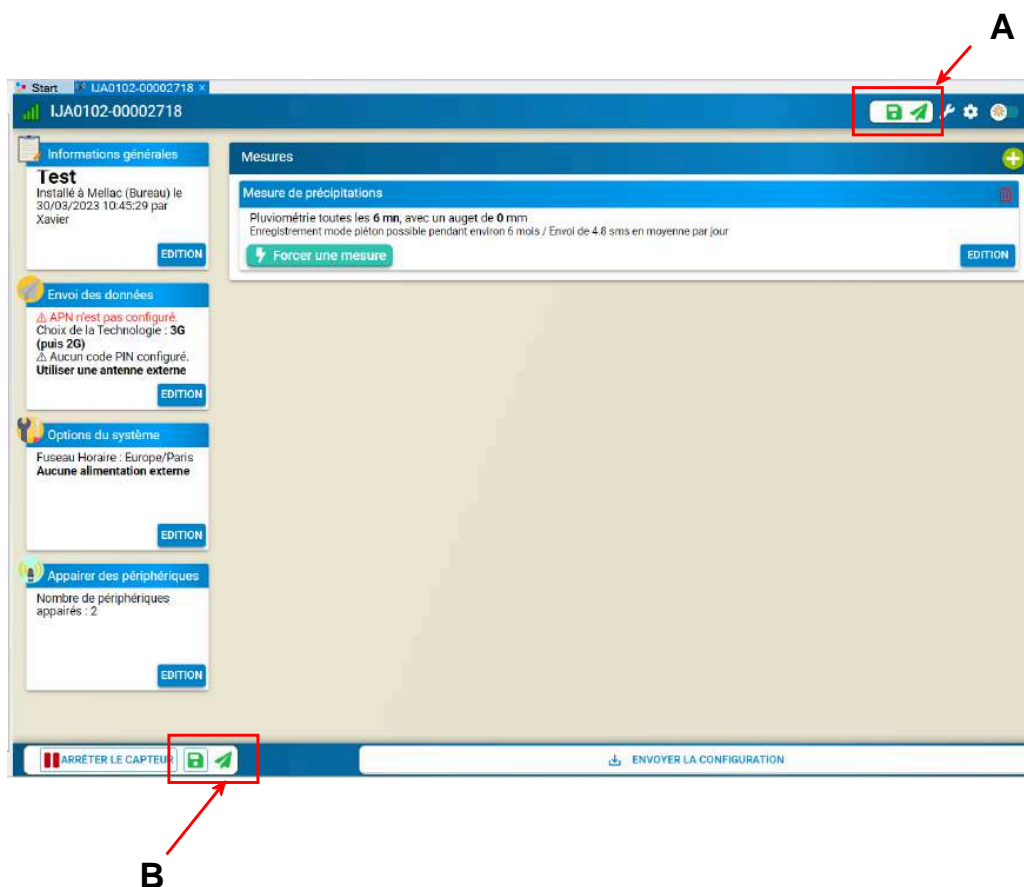 A
Start IJA0102-00002718 ×
IJA0102-00002718
Informations générales
Test
Installé à Mellac (Bureau) le
30/03/2023 10:45:29 par
Xavier
EDITION
Envoi des données
⚠ APN n'est pas configuré.
Choix de la Technologie : 3G
(puis 2G)
⚠ Aucun code PIN configuré.
Utiliser une antenne externe
EDITION
Options du système
Fuseau Horaire : Europe/Paris
Aucune alimentation externe
EDITION
Appairer des périphériques
Nombre de périphériques
appairés : 2
EDITION
Mesures
Mesure de précipitations
Pluviométrie toutes les 6 mn, avec un auget de 0 mm
Enregistrement mode piéton possible pendant environ 6 mois / Envoi de 4.8 sms en moyenne par jour
Forcer une mesure
EDITION
ARRÊTER LE CAPTEUR
ENVOYER LA CONFIGURATION
B